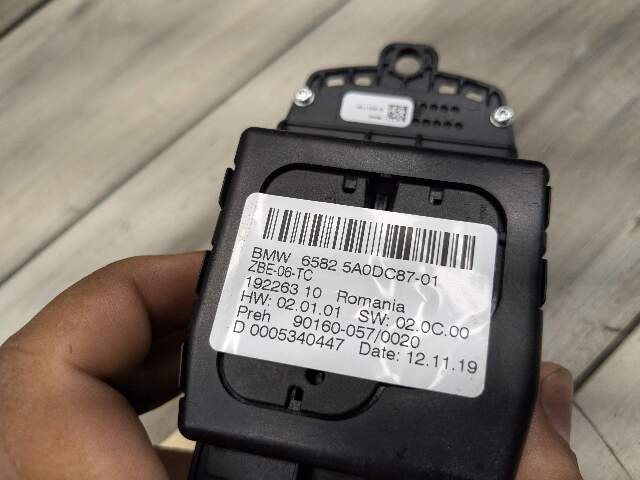 BMW 6582 5A0DC87-01
ZBE-06-TC
192263 10 Romania
HW: 02.01.01 SW: 02.0C.00
Preh 90160-057/0020
D 0005340447 Date: 12.11.19